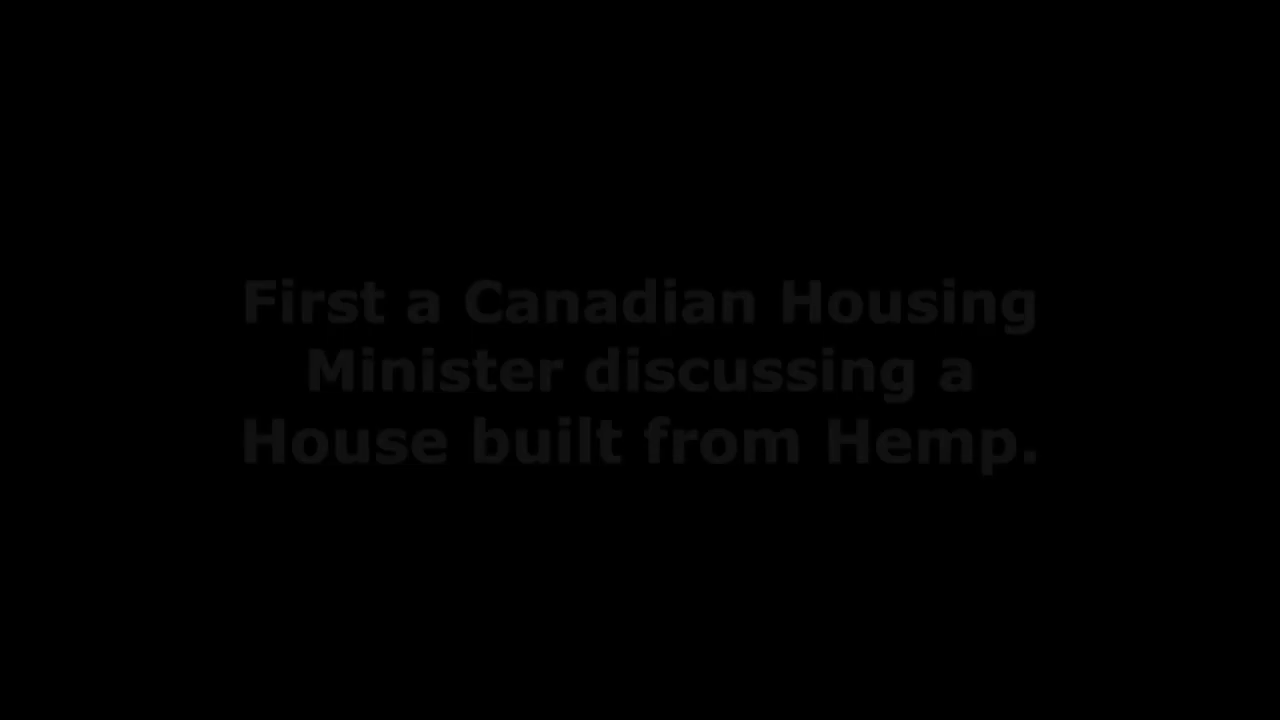 First a Canadian Housing
Minister discussing a
House built from Hemp.